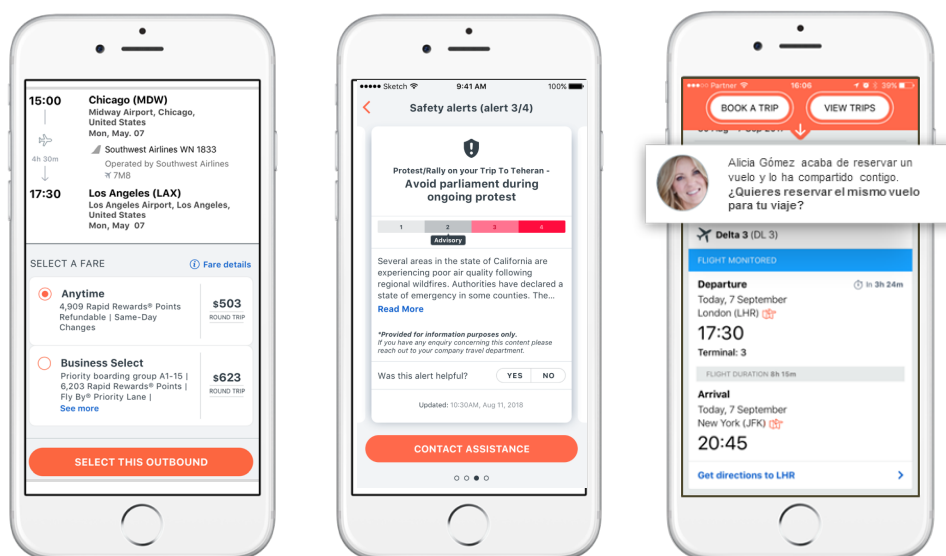 15:00 Chicago (MDW)
Midway Airport, Chicago,
United States
Mon, May. 07
Southwest Airlines WN 1833
4h 30m
Operated by Southwest Airlines
7M8
17:30 Los Angeles (LAX)
Los Angeles Airport, Los Angeles,
United States
Mon, May 07
SELECT A FARE Fare details
Anytime
4,909 Rapid Rewards® Points
Refundable | Same-Day
Changes
$503
ROUND TRIP
Business Select
Priority boarding group A1-15 |
6,203 Rapid Rewards® Points |
Fly By® Priority Lane |
See more
$623
ROUND TRIP
SELECT THIS OUTBOUND
Sketch 9:41 AM 100%
Safety alerts (alert 3/4)
Protest/Rally on your Trip To Teheran -
Avoid parliament during
ongoing protest
1 2 3 4
Advisory
Several areas in the state of California are
experiencing poor air quality following
regional wildfires. Authorities have declared a
state of emergency in some counties. The...
Read More
*Provided for information purposes only.
If you have any enquiry concerning this content please
reach out to your company travel department.
Was this alert helpful? YES NO
Updated: 10:30AM, Aug 11, 2018
CONTACT ASSISTANCE
Partner 16:06 39%
BOOK A TRIP VIEW TRIPS
Alicia Gómez acaba de reservar un
vuelo y lo ha compartido contigo.
¿Quieres reservar el mismo vuelo
para tu viaje?
Delta 3 (DL 3)
FLIGHT MONITORED
Departure In 3h 24m
Today, 7 September
London (LHR)
17:30
Terminal: 3
FLIGHT DURATION 8h 15m
Arrival
Today, 7 September
New York (JFK)
20:45
Get directions to LHR